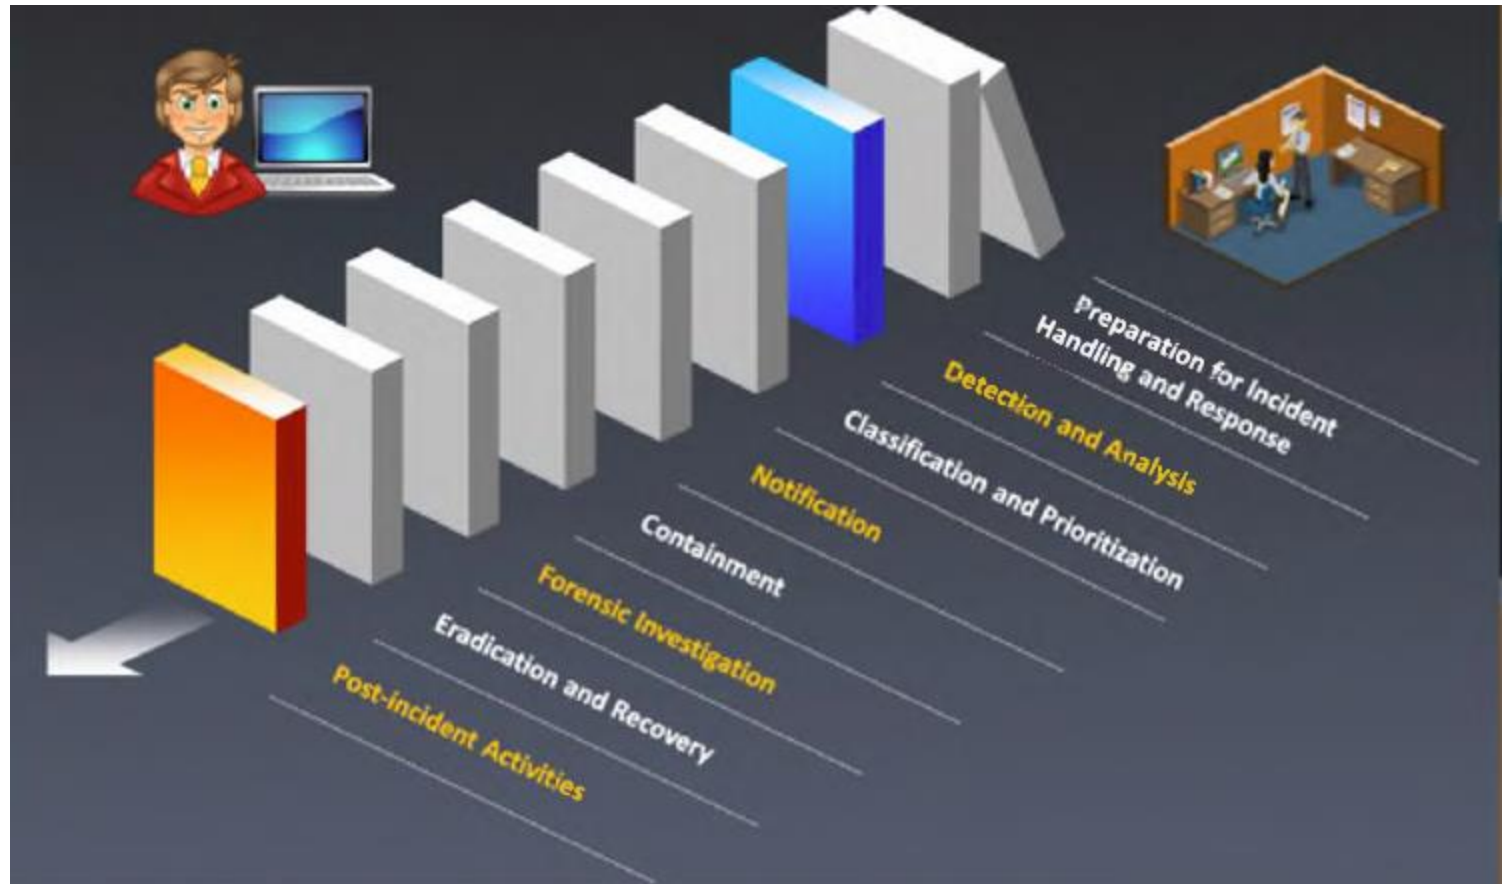 Preparation for Incident
Handling and Response
Detection and Analysis
Classification and Prioritization
Notification
Containment
Forensic Investigation
Eradication and Recovery
Post-incident Activities